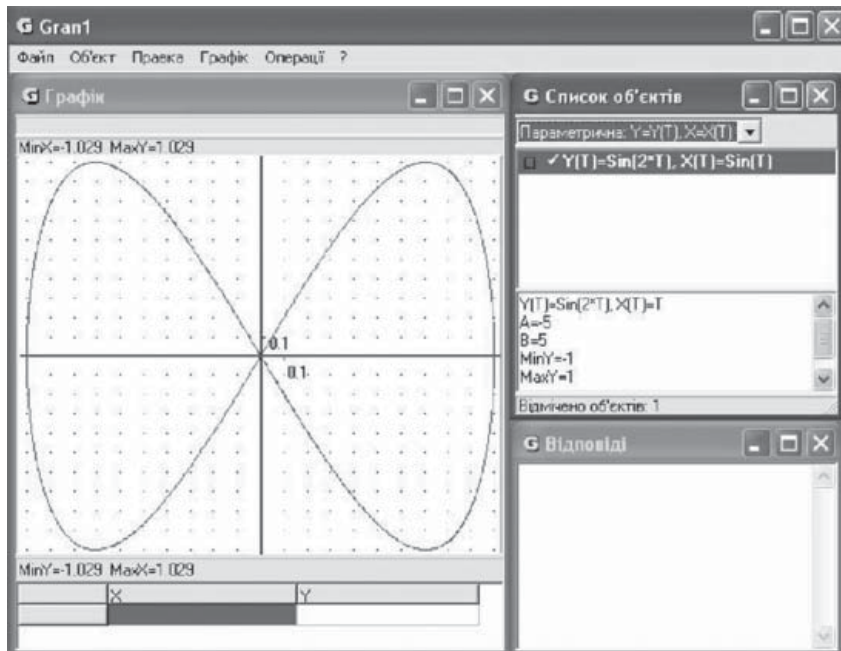 Gran1
Файл Об'єкт Правка Графік Операції ?
Графік
MinX=-1.029 MaxY=1.029
0.1
0.1
MinY=-1.029 MaxX=1.029
X Y
Список об'єктів
Параметрична: Y=Y(T), X=X(T)
Y(T)=Sin(2*T), X(T)=Sin(T)
Y(T)=Sin(2*T), X(T)=T
A=-5
B=5
MinY=-1
MaxY=1
Відмічено об'єктів: 1
Відповіді